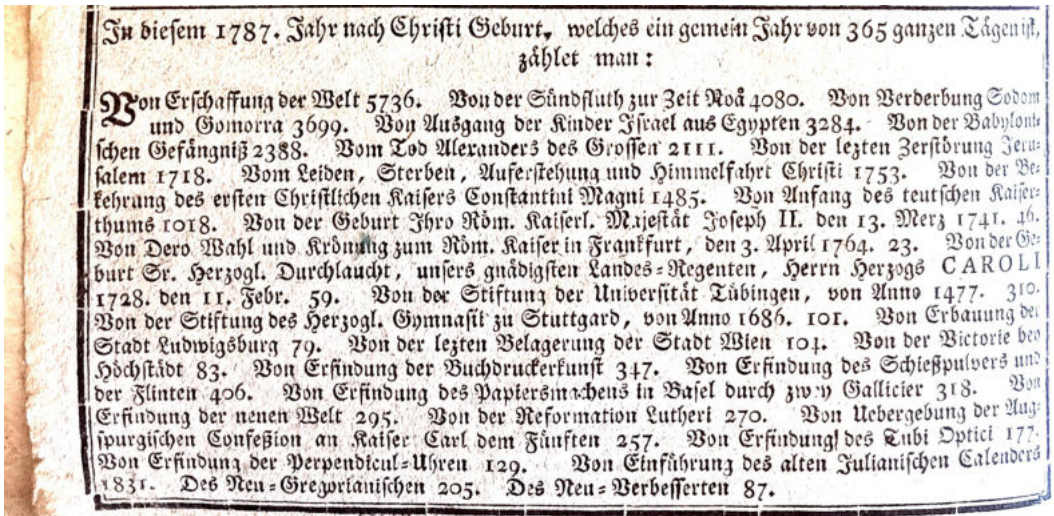 In diesem 1787. Jahr nach Christi Geburt, welches ein gemein Jahr von 365 ganzen Tägen ist,
zählet man:
Von Erschaffung der Welt 5736. Von der Sündfluth zur Zeit Noä 4080. Von Verderbung Sodom
und Gomorra 3699. Von Ausgang der Kinder Israel aus Egypten 3284. Von der Babyloni-
schen Gefängniß 2388. Vom Tod Alexanders des Grossen 2111. Von der lezten Zerstörung Jeru-
salem 1718. Vom Leiden, Sterben, Auferstehung und Himmelfahrt Christi 1753. Von der Be-
kehrung des ersten Christlichen Kaisers Constantini Magni 1485. Von Anfang des teutschen Kaiser-
thums 1018. Von der Geburt Ihro Röm. Kaiserl. Majestät Joseph II. den 13. Merz 1741. 46.
Von Dero Wahl und Krönung zum Röm. Kaiser in Frankfurt, den 3. April 1764. 23. Von der Ge-
burt Sr. Herzogl. Durchlaucht, unsers gnädigsten Landes-Regenten, Herrn Herzogs CAROLI
1728. den 11. Febr. 59. Von der Stiftung der Universität Tübingen, von Anno 1477. 310.
Von der Stiftung des Herzogl. Gymnasii zu Stuttgard, von Anno 1686. 101. Von Erbauung der
Stadt Ludwigsburg 79. Von der lezten Belagerung der Stadt Wien 104. Von der Victorie bey
Höchstädt 83. Von Erfindung der Buchdruckerkunst 347. Von Erfindung des Schießpulvers und
der Flinten 406. Von Erfindung des Papiersmachens in Basel durch zwey Gallicier 318. Von
Erfindung der neuen Welt 295. Von der Reformation Lutheri 270. Von Uebergebung der Aug-
spurgischen Confeßion an Kaiser Carl dem Fünften 257. Von Erfindung des Tubi Optici 177.
Von Erfindung der Perpendicul-Uhren 129. Von Einführung des alten Julianischen Calenders
1831. Des Neu-Gregorianischen 205. Des Neu-Verbesserten 87.